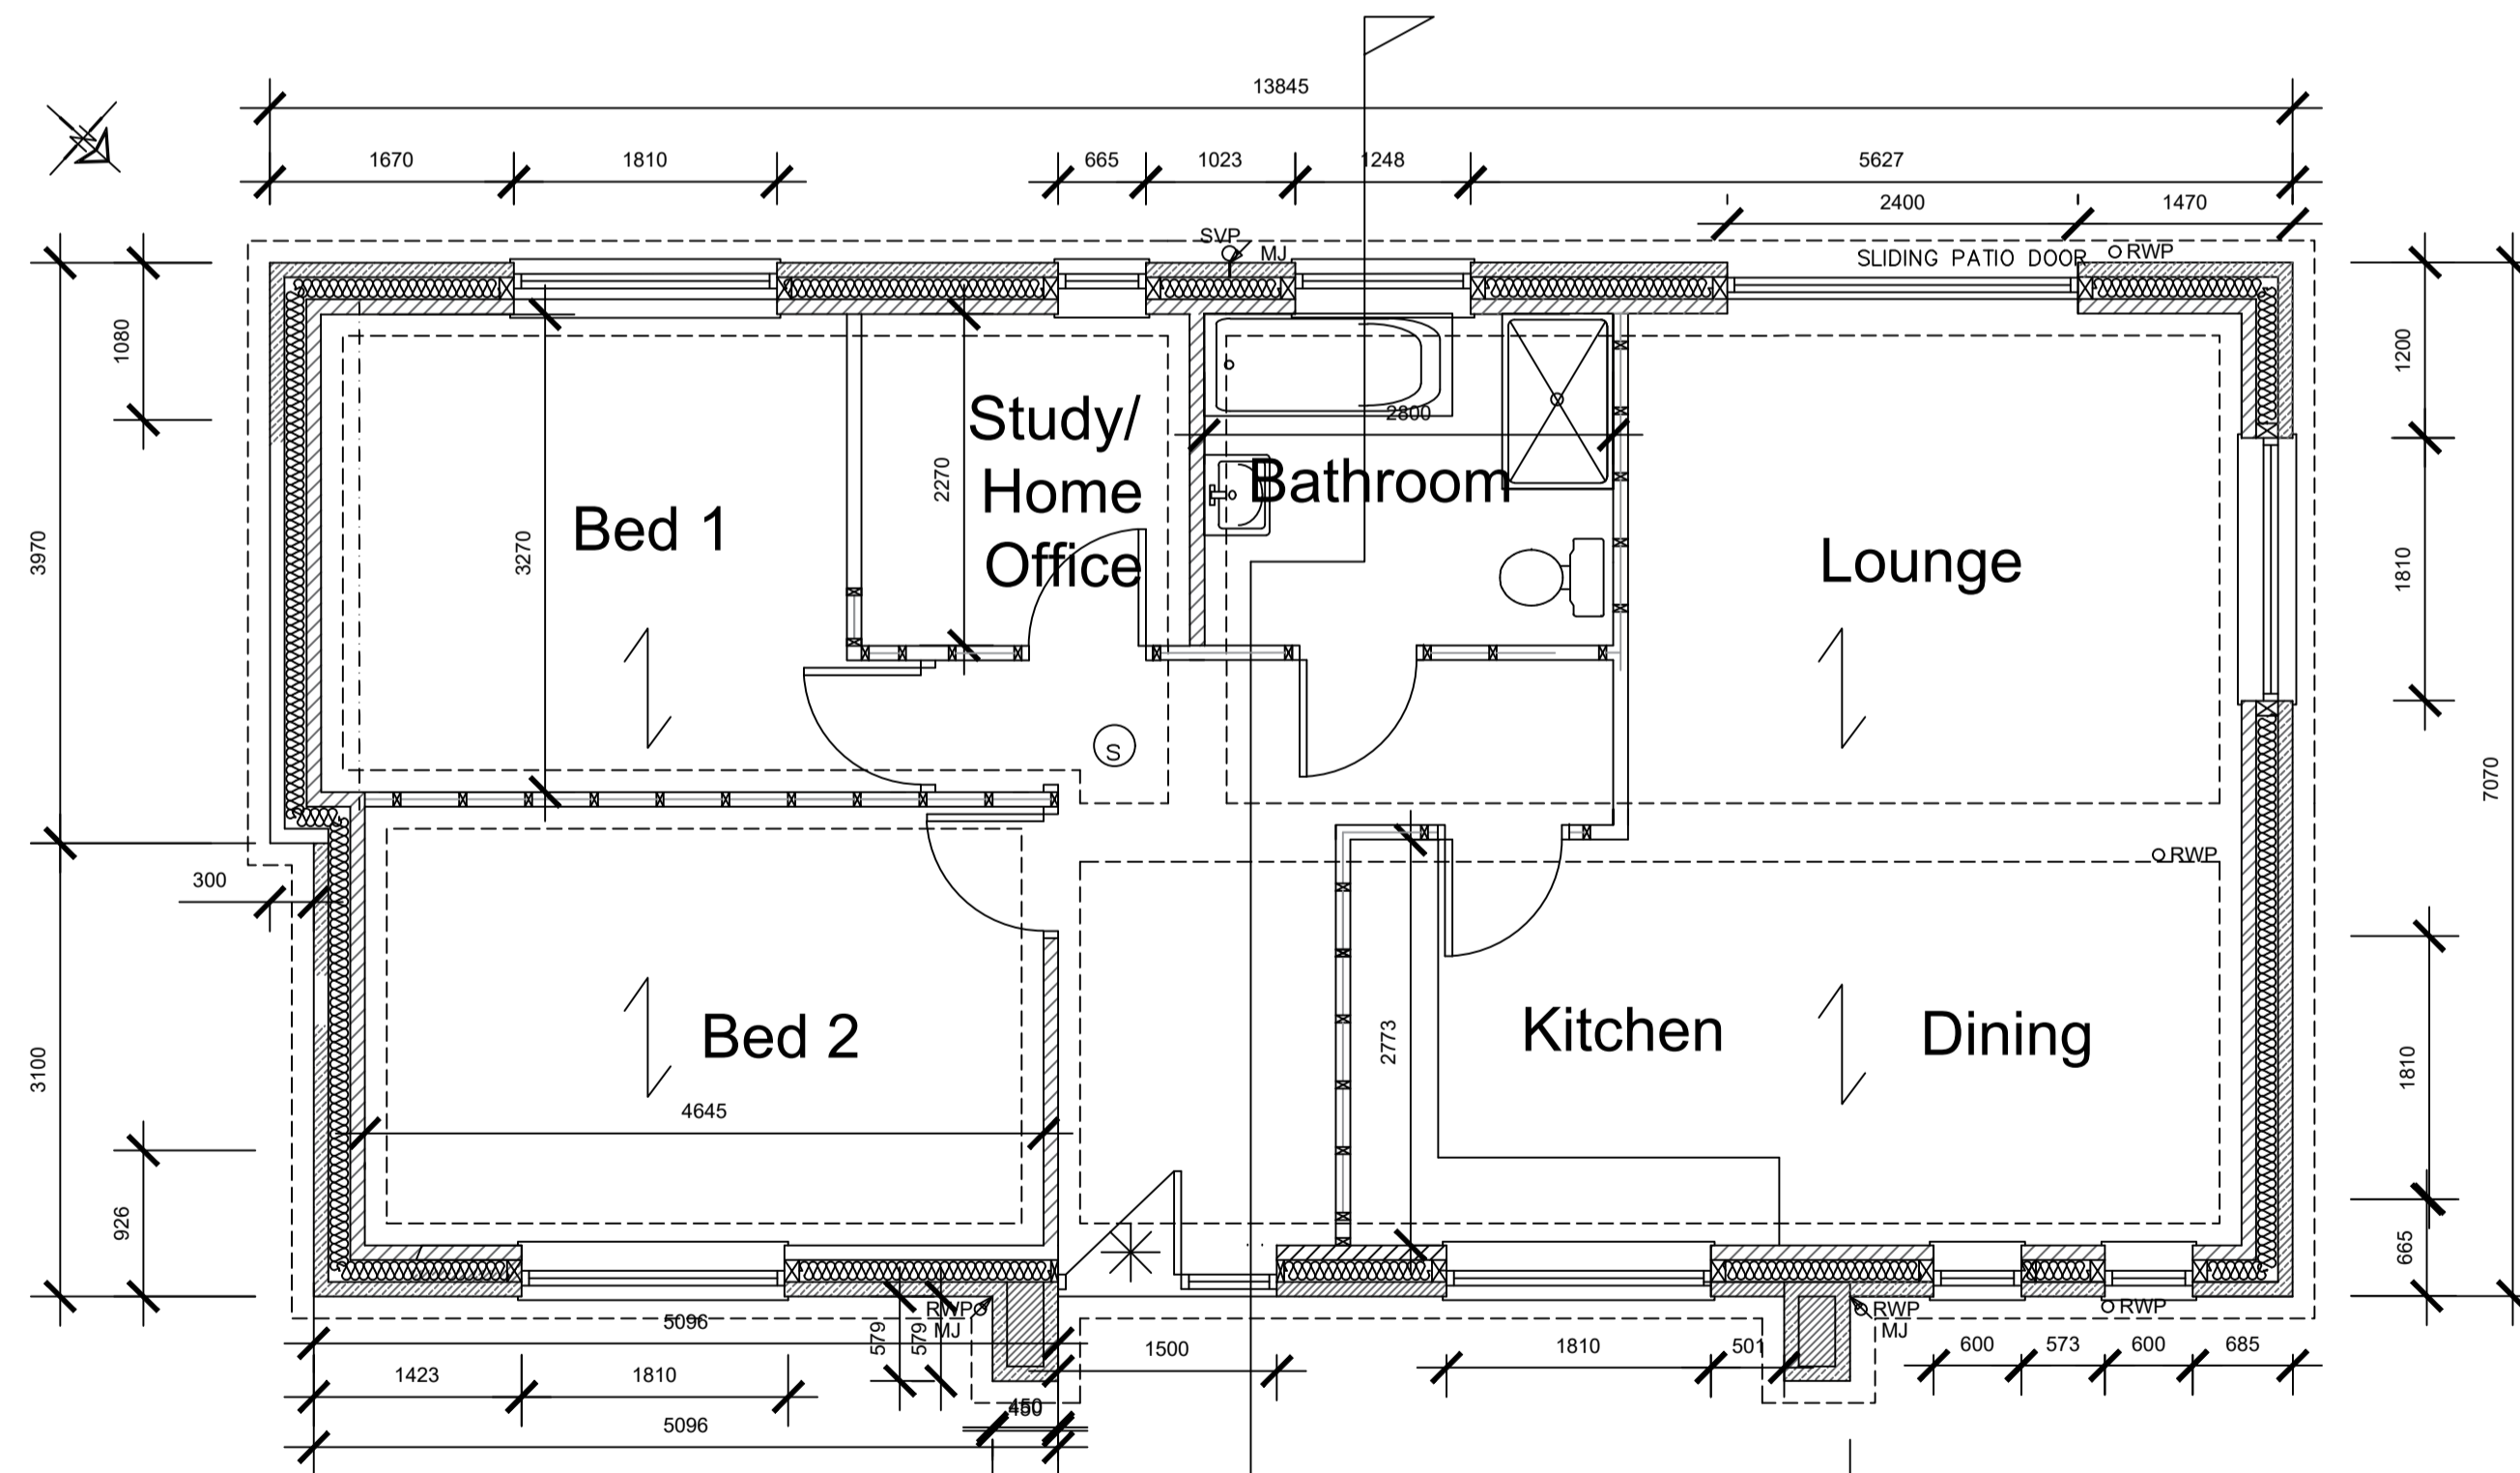 13845
1670
1810
665
1023
1248
5627
2400
1470
N
SVP
MJ
SLIDING PATIO DOOR
RWP
1080
1200
Study/
Home
Office
2800
2270
Bathroom
Bed 1
3270
3970
Lounge
1810
7070
S
RWP
300
3100
Bed 2
2773
Kitchen
Dining
1810
4645
926
665
RWP
MJ
RWP
MJ
RWP
5096
579
579
1500
1810
501
600
573
600
685
1423
1810
450
450
5096